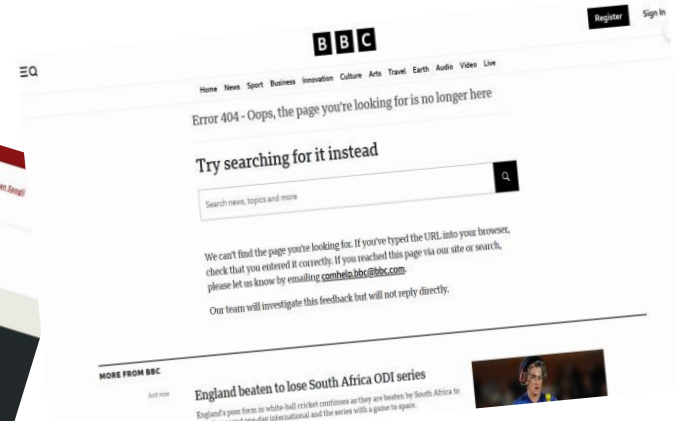 BBC
Register
Sign In
Home News Sport Business Innovation Culture Arts Travel Earth Audio Video Live
Error 404 - Oops, the page you're looking for is no longer here
Try searching for it instead
Search news, topics and more
We can't find the page you're looking for. If you've typed the URL into your browser,
check that you entered it correctly. If you reached this page via our site or search,
please let us know by emailing comhelp.bbc@bbc.com.
Our team will investigate this feedback but will not reply directly.
MORE FROM BBC
Just now
England beaten to lose South Africa ODI series
England's poor form in white-ball cricket continues as they are beaten by South Africa to
one-day international and the series with a game to spare.